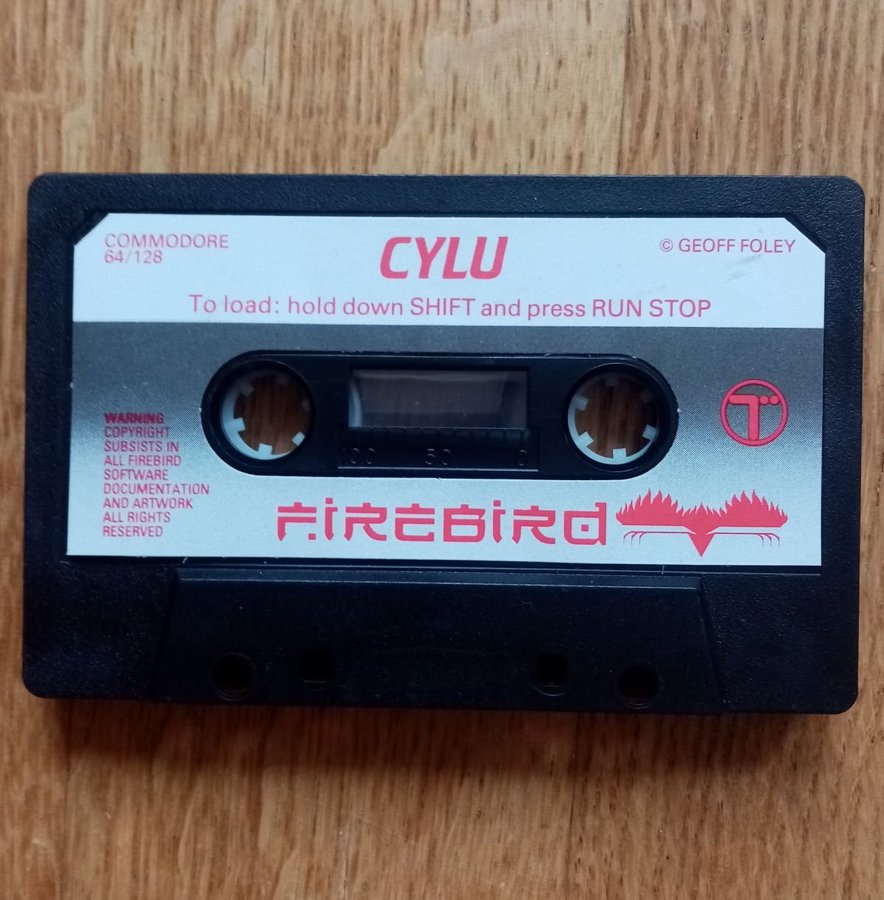 COMMODORE
64/128
CYLU
© GEOFF FOLEY
To load: hold down SHIFT and press RUN STOP
WARNING
COPYRIGHT
SUBSISTS IN
ALL FIREBIRD
SOFTWARE
DOCUMENTATION
AND ARTWORK
ALL RIGHTS
RESERVED
100 50 0
T
FIREBIRD